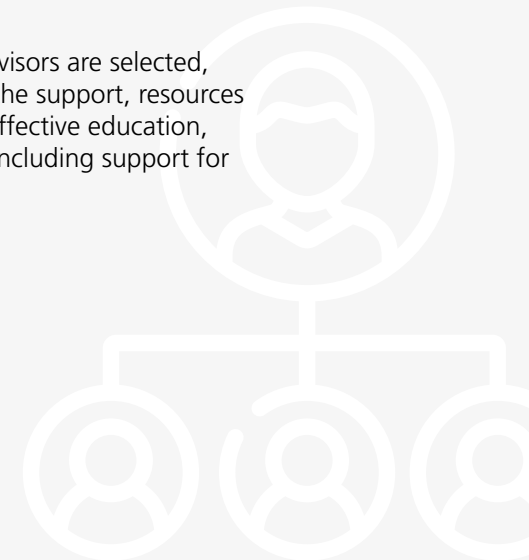 visors are selected,
he support, resources
ffective education,
ncluding support for